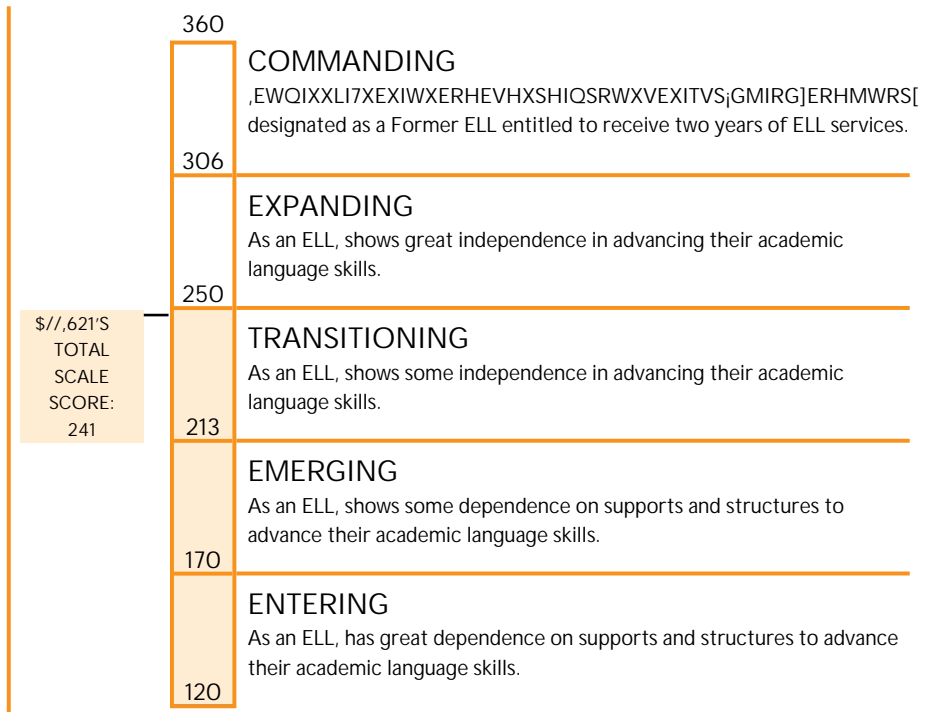 360
COMMANDING
,EWQIXXLI7XEXIWXERHEVHXSHIQSRWXVEXITVS¡GMIRG]ERHMWRS[
designated as a Former ELL entitled to receive two years of ELL services.
306
EXPANDING
As an ELL, shows great independence in advancing their academic
language skills.
250
$//,621'S
TOTAL
SCALE
SCORE:
241
TRANSITIONING
As an ELL, shows some independence in advancing their academic
language skills.
213
EMERGING
As an ELL, shows some dependence on supports and structures to
advance their academic language skills.
170
ENTERING
As an ELL, has great dependence on supports and structures to advance
their academic language skills.
120